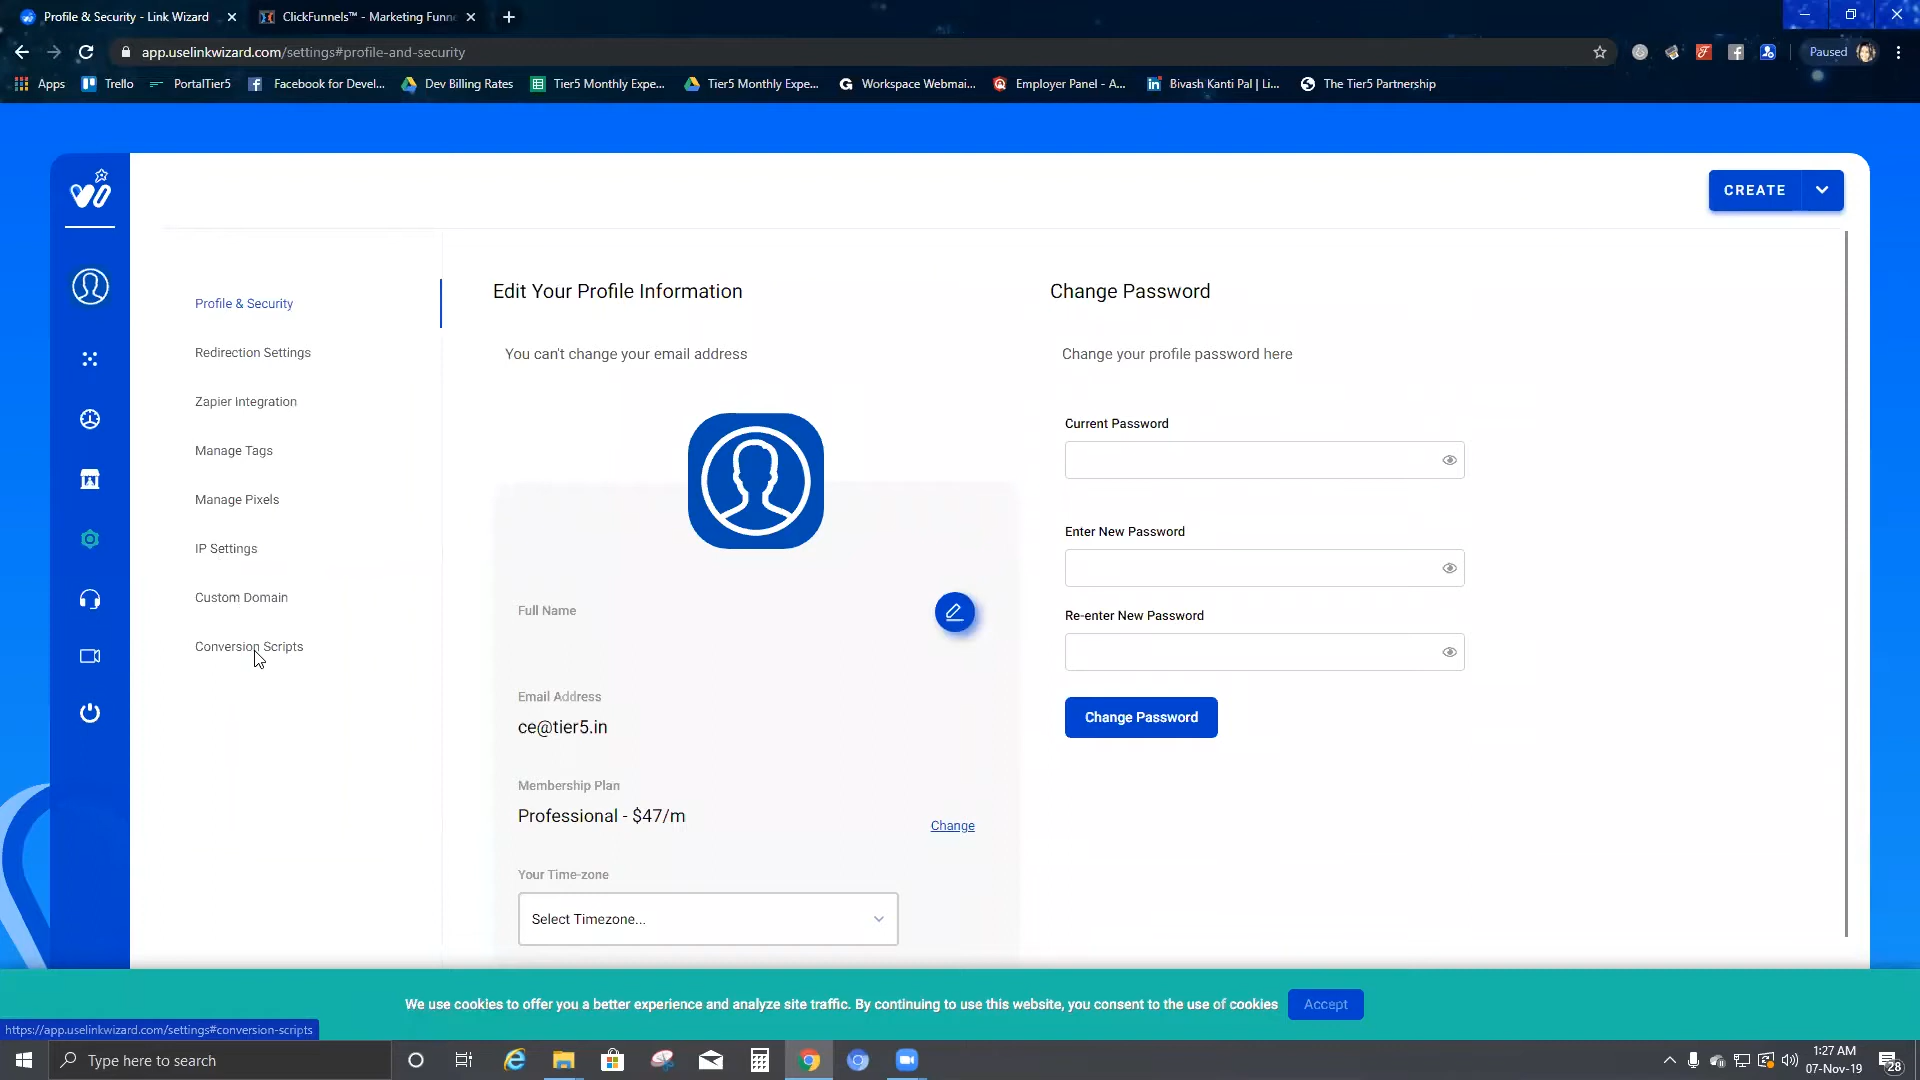 Profile & Security - Link Wizard
ClickFunnels™ - Marketing Funne
app.uselinkwizard.com/settings#profile-and-security
Paused
Apps
Trello
PortalTier5
Facebook for Devel...
Dev Billing Rates
Tier5 Monthly Expe...
Tier5 Monthly Expe...
Workspace Webmai...
Employer Panel - A...
Bivash Kanti Pal | Li...
The Tier5 Partnership
CREATE
Profile & Security
Redirection Settings
Zapier Integration
Manage Tags
Manage Pixels
IP Settings
Custom Domain
Conversion Scripts
Edit Your Profile Information
You can't change your email address
Full Name
Email Address
ce@tier5.in
Membership Plan
Professional - $47/m
Change
Your Time-zone
Select Timezone...
Change Password
Change your profile password here
Current Password
Enter New Password
Re-enter New Password
Change Password
We use cookies to offer you a better experience and analyze site traffic. By continuing to use this website, you consent to the use of cookies
Accept
https://app.uselinkwizard.com/settings#conversion-scripts
Type here to search
1:27 AM
07-Nov-19
28